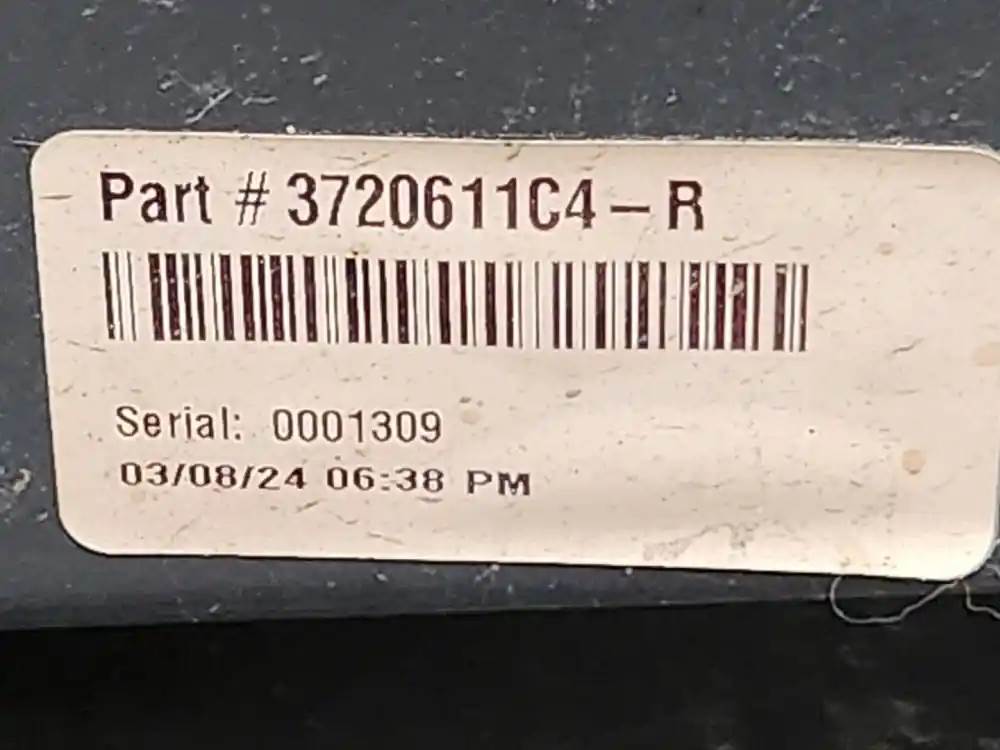 Part # 3720611C4-R
Serial: 0001309
03/08/24 06:38 PM